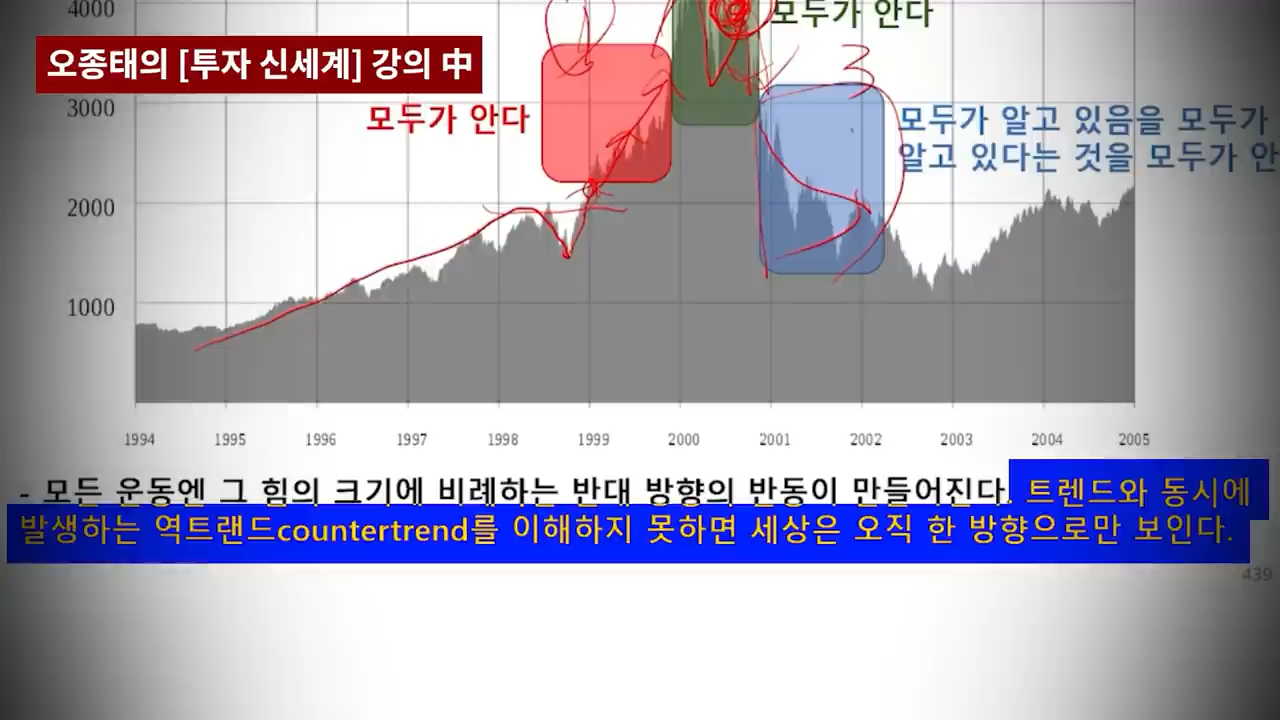 4000
모두가 안다
오종태의 [투자 신세계] 강의 中
3000
모두가 안다
3
모두가 알고 있음을 모두가
알고 있다는 것을 모두가 안
2000
1000
1994 1995 1996 1997 1998 1999 2000 2001 2002 2003 2004 2005
- 모든 운동엔 그 힘의 크기에 비례하는 반대 방향의 반동이 만들어진다. 트렌드와 동시에
발생하는 역트랜드countertrend를 이해하지 못하면 세상은 오직 한 방향으로만 보인다.
439